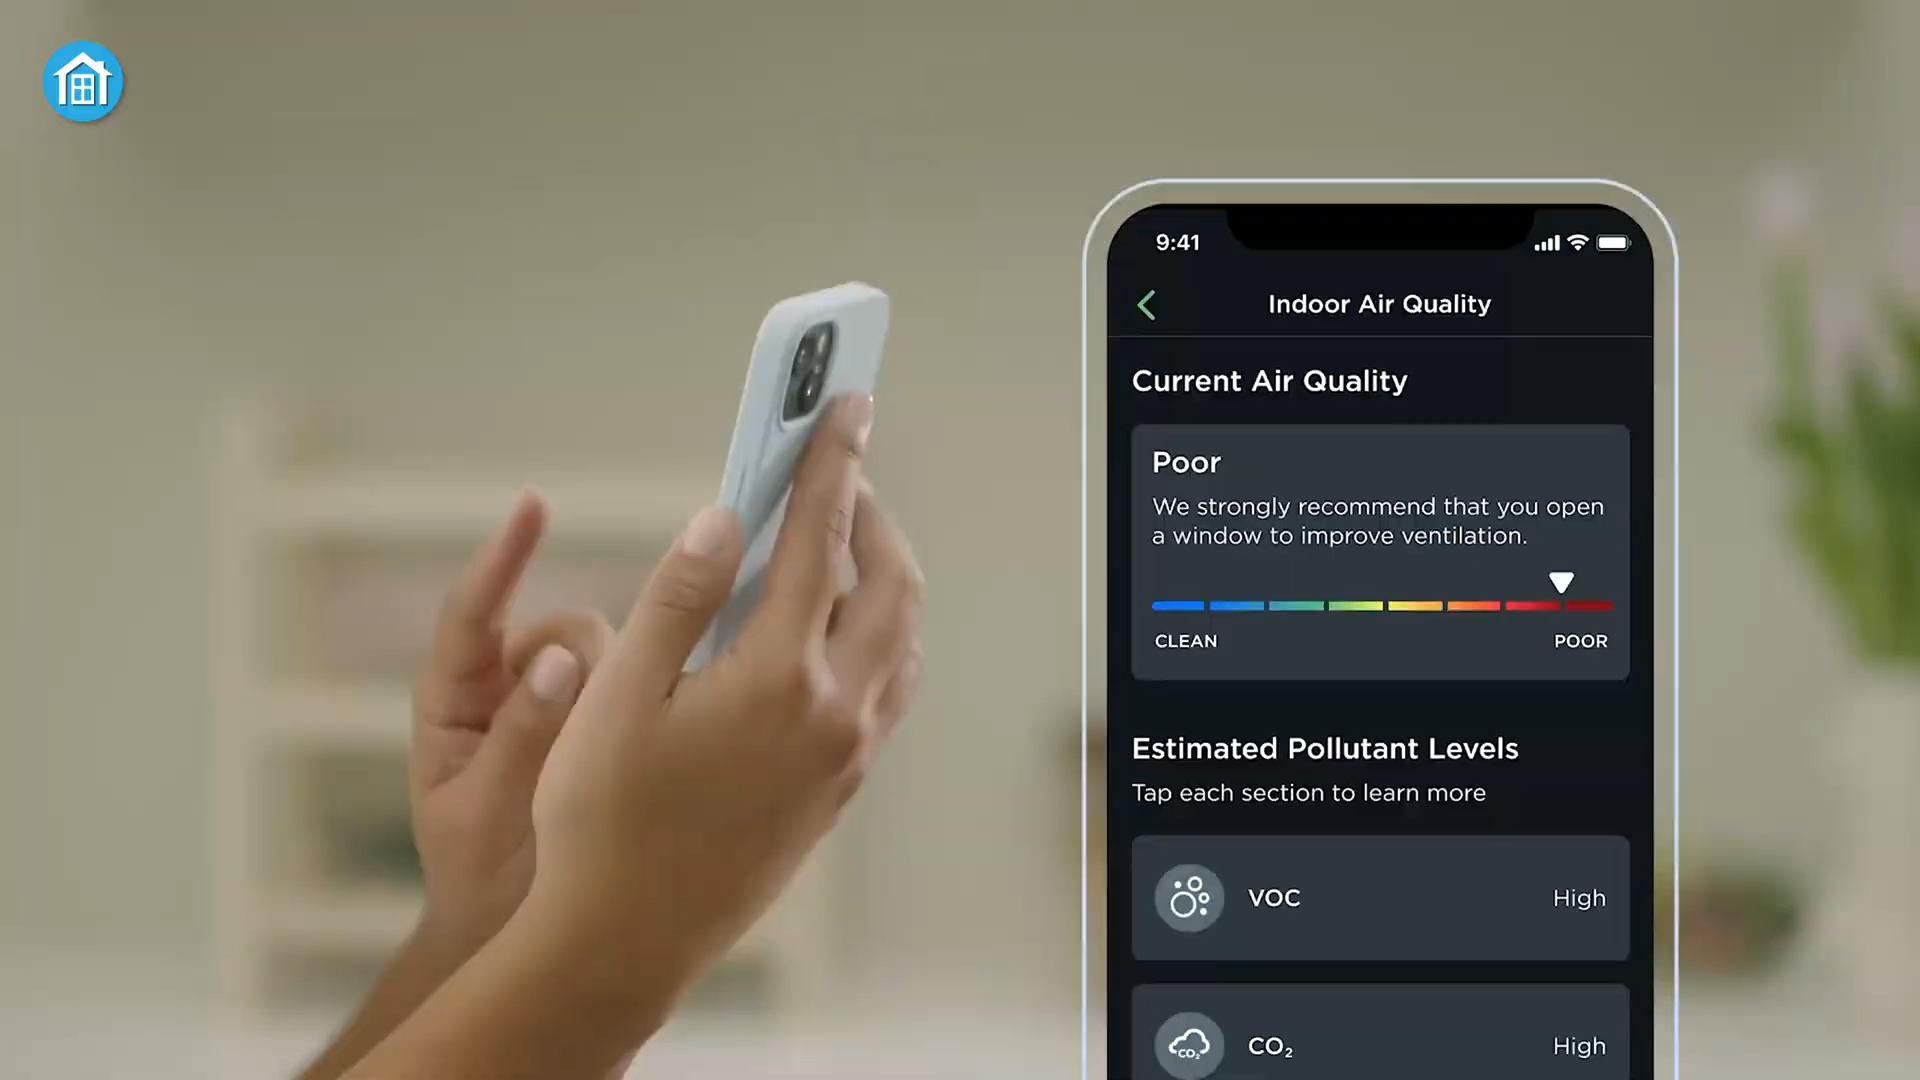 9:41
Indoor Air Quality
Current Air Quality
Poor
We strongly recommend that you open
a window to improve ventilation.
CLEAN POOR
Estimated Pollutant Levels
Tap each section to learn more
VOC High
CO₂ CO₂ High